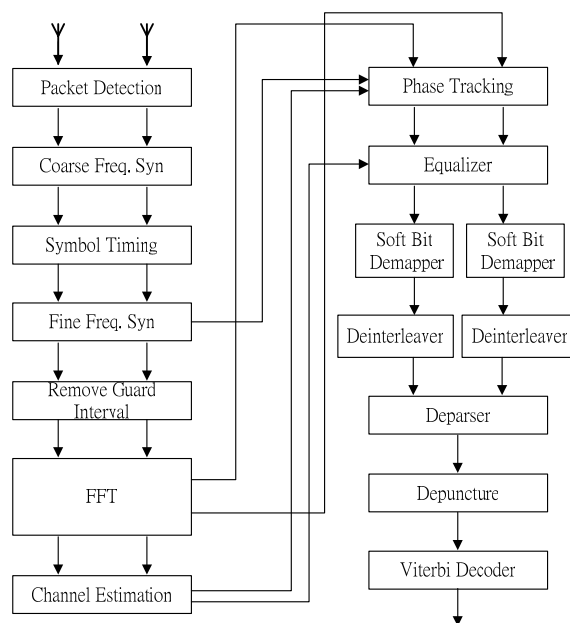 Packet Detection
Coarse Freq. Syn
Symbol Timing
Fine Freq. Syn
Remove Guard
Interval
FFT
Channel Estimation
Phase Tracking
Equalizer
Soft Bit
Demapper
Soft Bit
Demapper
Deinterleaver
Deinterleaver
Deparser
Depuncture
Viterbi Decoder